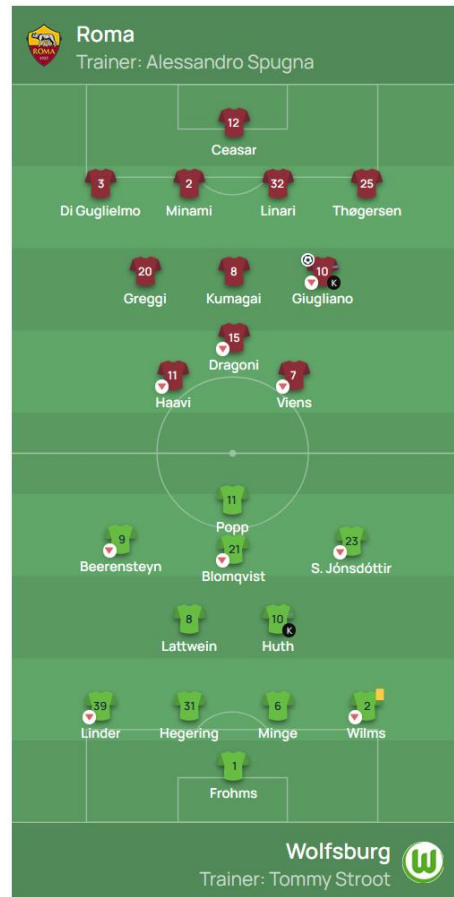 Roma
Trainer: Alessandro Spugna
ROMA
12
Ceasar
3 2 32 25
Di Guglielmo Minami Linari Thøgersen
20 8 10
K
Greggi Kumagai Giugliano
15
Dragoni
11 7
Haavi Viens
11
Popp
9 21 23
Beerensteyn Blomqvist S. Jónsdóttir
8 10
K
Lattwein Huth
39 31 6 2
Linder Hegering Minge Wilms
1
Frohms
Wolfsburg
Trainer: Tommy Stroot
W